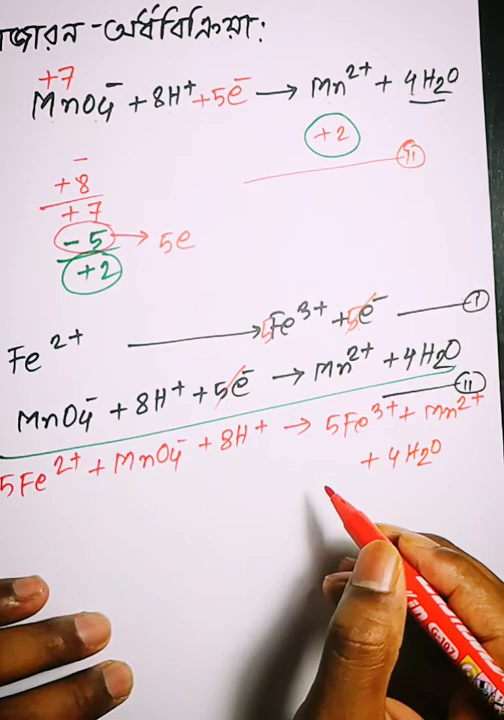 জারন-অর্ধবিক্রিয়া:
+7
MnO4⁻ + 8H⁺ + 5e⁻ → Mn²⁺ + 4H₂O
+2
-
+8
+7
-5 → 5e
+2
Fe²⁺ → 5Fe³⁺ + 5e⁻ — I
MnO4⁻ + 8H⁺ + 5e⁻ → Mn²⁺ + 4H₂O
II
5Fe²⁺ + MnO4⁻ + 8H⁺ → 5Fe³⁺ + Mn²⁺
+ 4H₂O